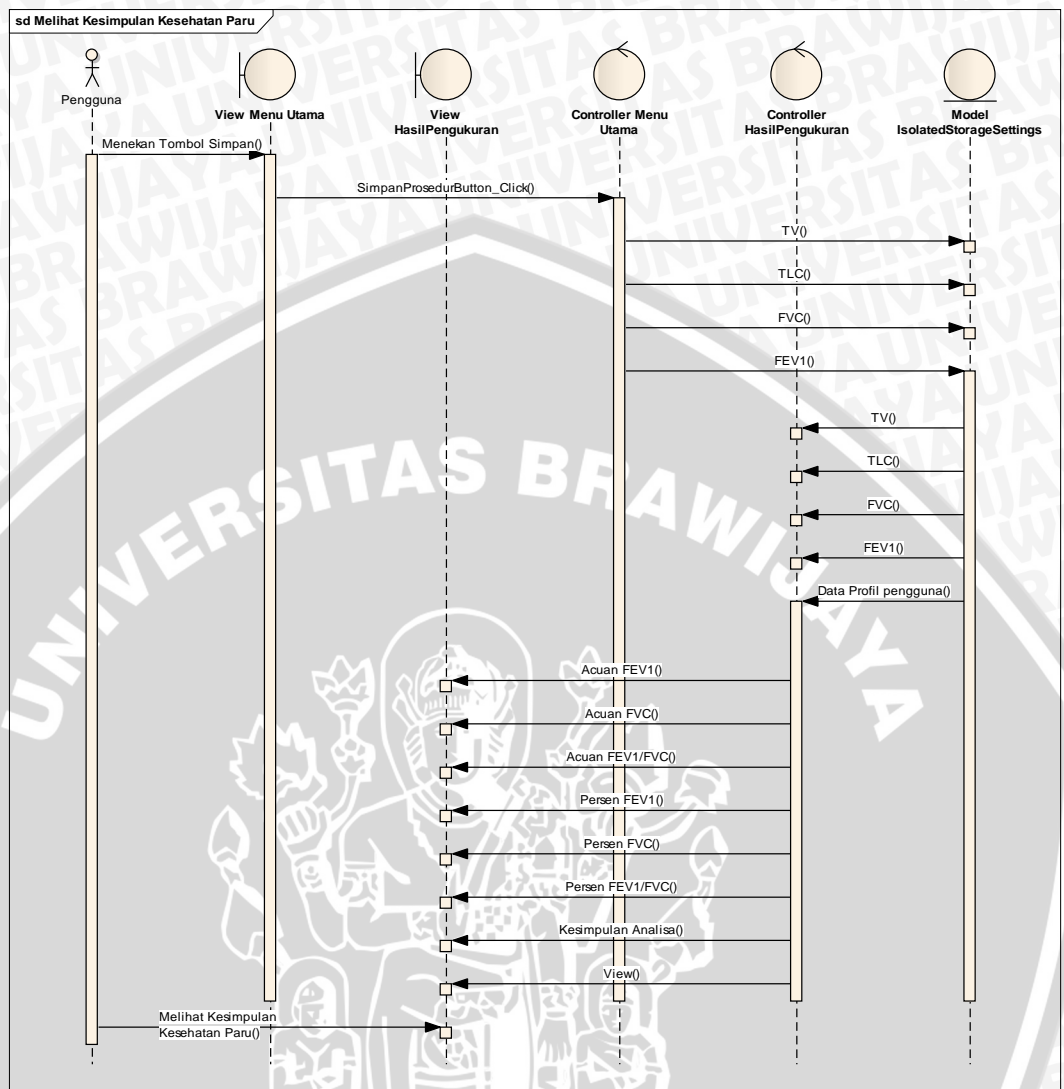 sd Melihat Kesimpulan Kesehatan Paru
Pengguna
View Menu Utama
View
HasilPengukuran
Controller Menu
Utama
Controller
HasilPengukuran
Model
IsolatedStorageSettings
Menekan Tombol Simpan()
SimpanProsedurButton_Click()
TV()
TLC()
FVC()
FEV1()
TV()
TLC()
FVC()
FEV1()
Data Profil pengguna()
Acuan FEV1()
Acuan FVC()
Acuan FEV1/FVC()
Persen FEV1()
Persen FVC()
Persen FEV1/FVC()
Kesimpulan Analisa()
View()
Melihat Kesimpulan
Kesehatan Paru()
UNIVERSITAS BRAWIJAYA